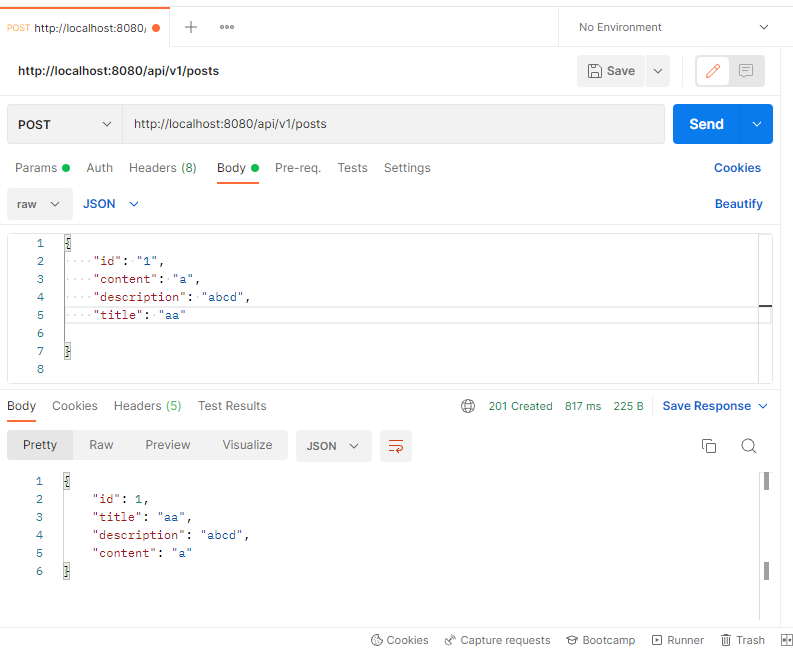 POST http://localhost:8080/
No Environment
http://localhost:8080/api/v1/posts
Save
POST http://localhost:8080/api/v1/posts Send
Params Auth Headers (8) Body Pre-req. Tests Settings Cookies
raw JSON Beautify
1 {
2 "id": "1",
3 "content": "a",
4 "description": "abcd",
5 "title": "aa"
6
7 }
8
Body Cookies Headers (5) Test Results 201 Created 817 ms 225 B Save Response
Pretty Raw Preview Visualize JSON
1 {
2 "id": 1,
3 "title": "aa",
4 "description": "abcd",
5 "content": "a"
6 }
Cookies Capture requests Bootcamp Runner Trash